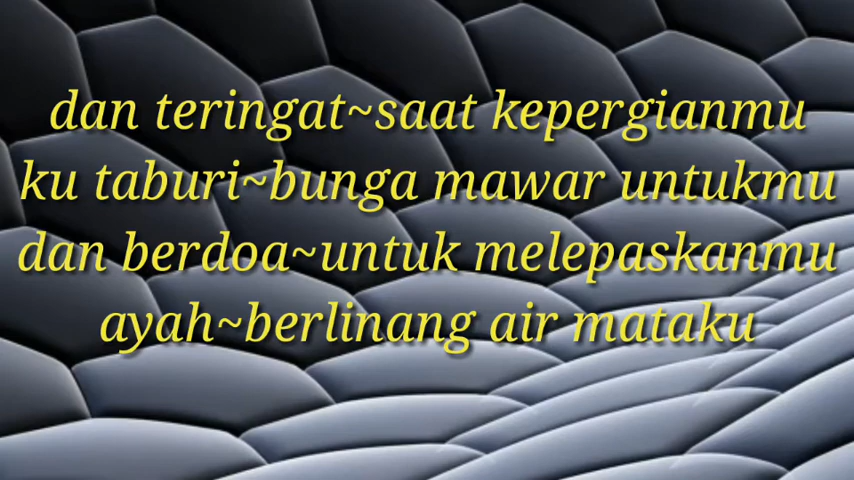 dan teringat~saat kepergianmu
ku taburi~bunga mawar untukmu
dan berdoa~untuk melepaskanmu
ayah~berlinang air mataku